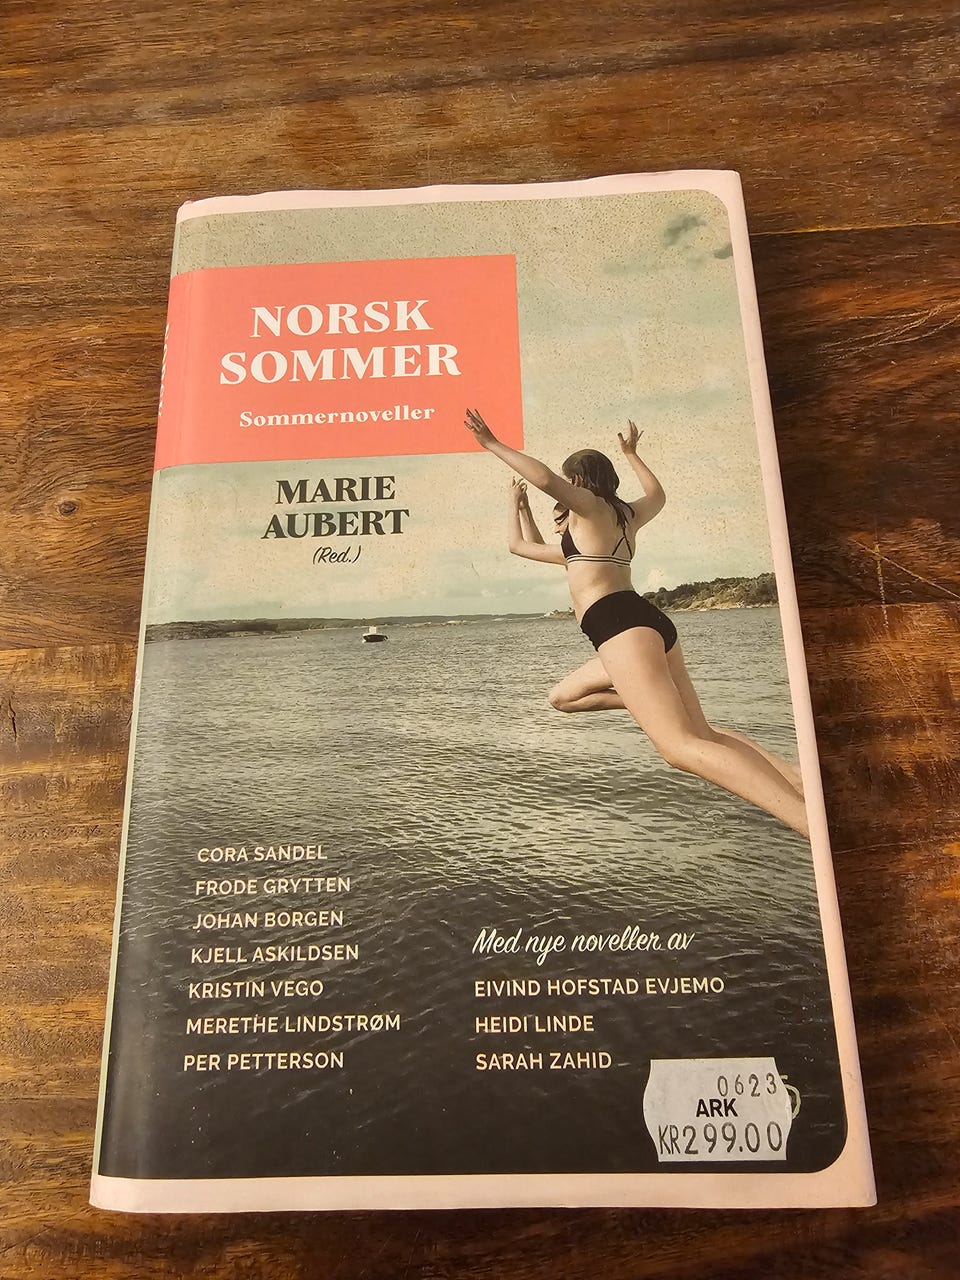 NORSK
SOMMER
Sommernoveller
MARIE
AUBERT
(Red.)
CORA SANDEL
FRODE GRYTTEN
JOHAN BORGEN
KJELL ASKILDSEN
KRISTIN VEGO
MERETHE LINDSTRØM
PER PETTERSON
Med nye noveller av
EIVIND HOFSTAD EVJEMO
HEIDI LINDE
SARAH ZAHID
0623
ARK
KR299.00